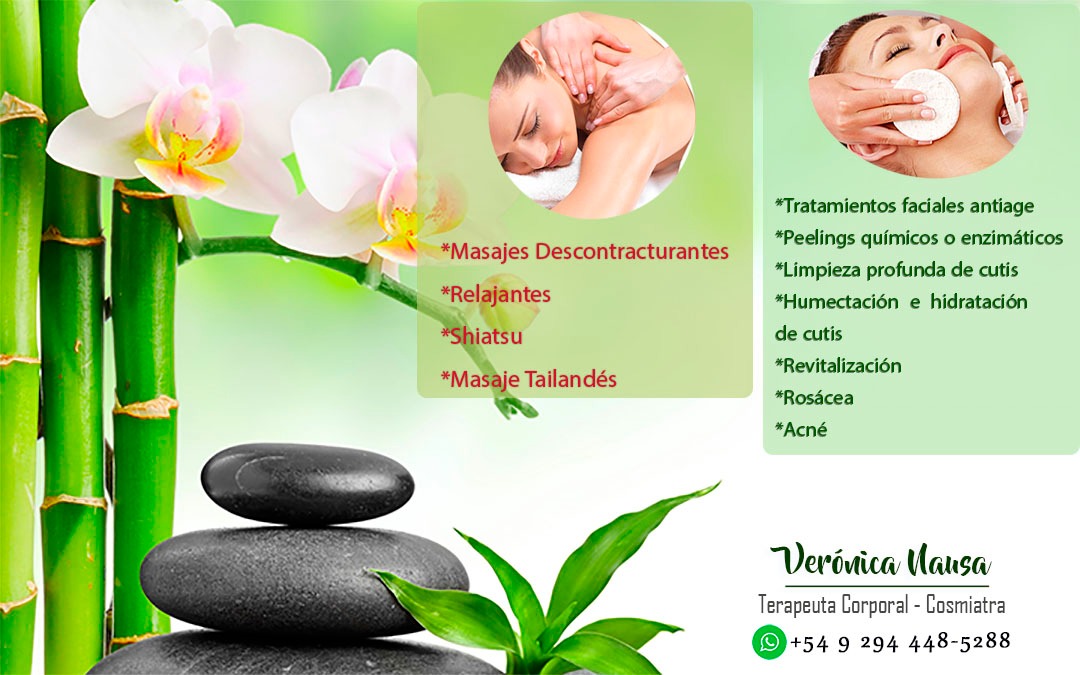 *Masajes Descontracturantes
*Relajantes
*Shiatsu
*Masaje Tailandés
*Tratamientos faciales antiage
*Peelings químicos o enzimáticos
*Limpieza profunda de cutis
*Humectación e hidratación
de cutis
*Revitalización
*Rosácea
*Acné
Verónica Nausa
Terapeuta Corporal - Cosmiatra
+54 9 294 448-5288